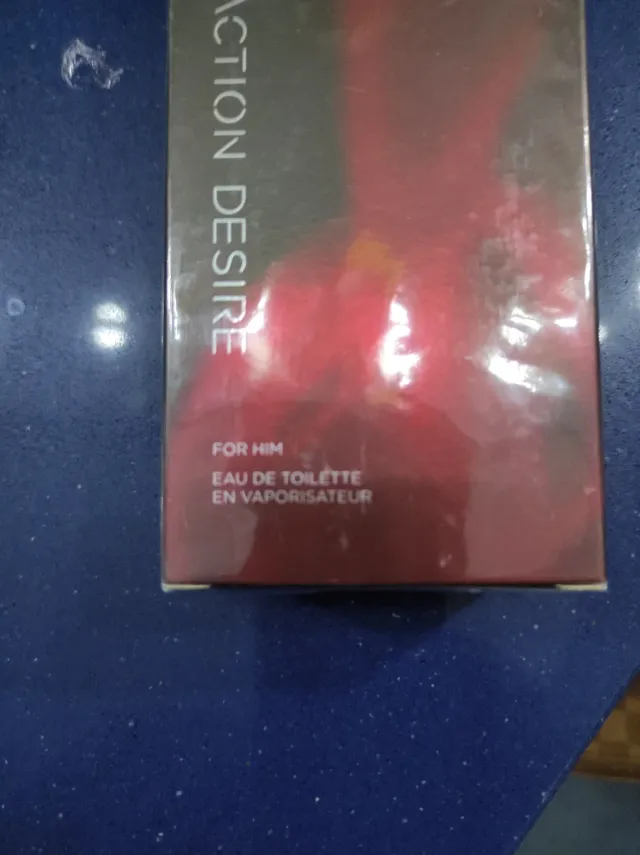 ACTION DESIRE
FOR HIM
EAU DE TOILETTE
EN VAPORISATEUR